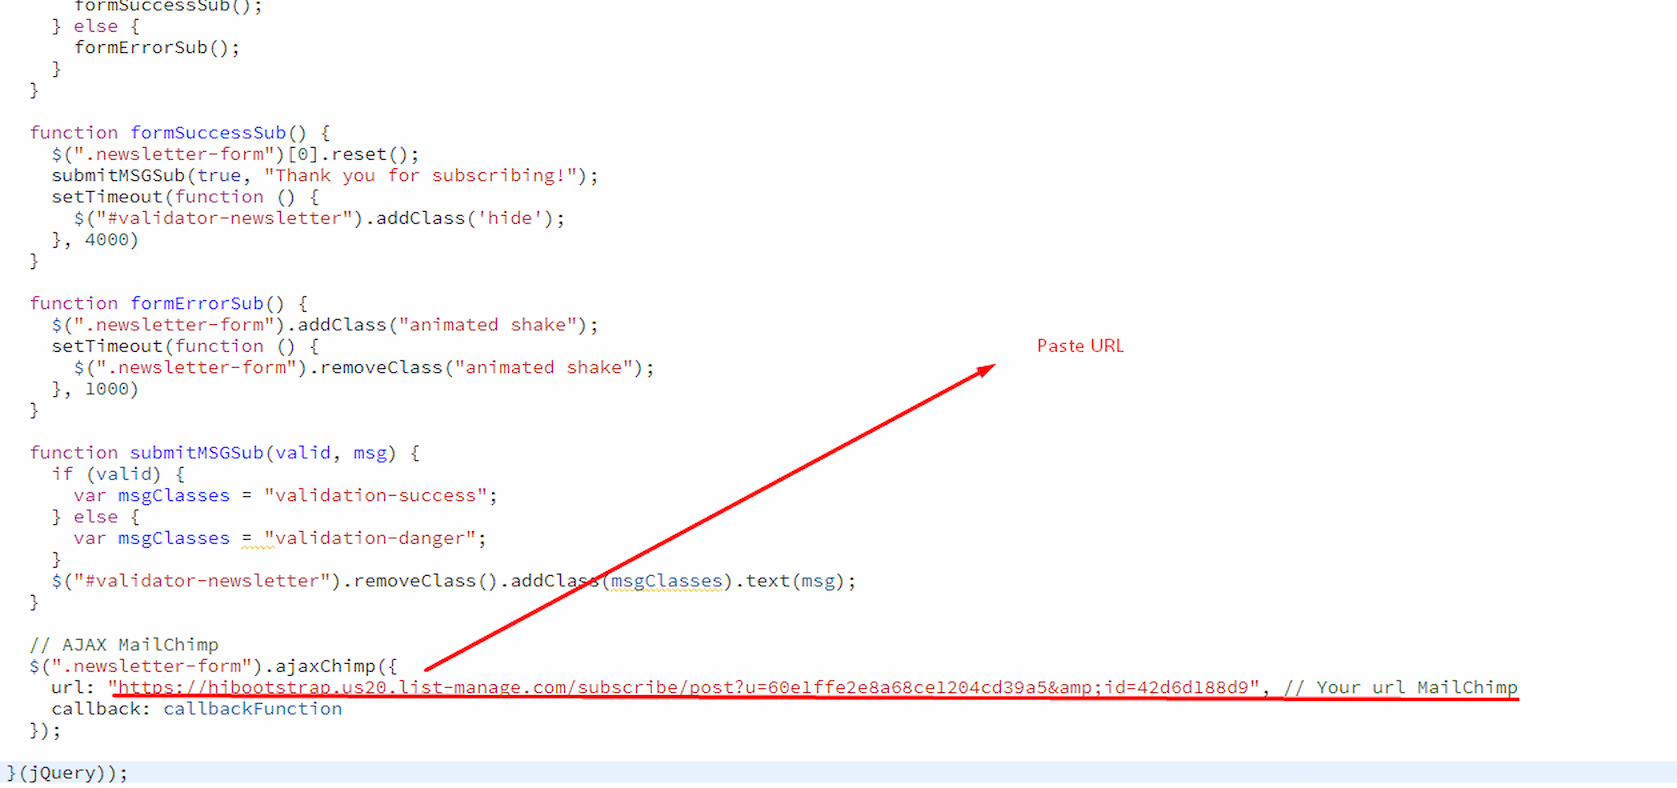 formSuccessSub();
} else {
formErrorSub();
}
}
function formSuccessSub() {
$(".newsletter-form")[0].reset();
submitMSGSub(true, "Thank you for subscribing!");
setTimeout(function () {
$("#validator-newsletter").addClass('hide');
}, 4000)
}
function formErrorSub() {
$(".newsletter-form").addClass("animated shake");
setTimeout(function () {
$(".newsletter-form").removeClass("animated shake");
}, 1000)
}
Paste URL
function submitMSGSub(valid, msg) {
if (valid) {
var msgClasses = "validation-success";
} else {
var msgClasses = "validation-danger";
}
$("#validator-newsletter").removeClass().addClass(msgClasses).text(msg);
}
// AJAX MailChimp
$(".newsletter-form").ajaxChimp({
url: "https://hibootstrap.us20.list-manage.com/subscribe/post?u=60e1ffe2e8a68ce1204cd39a5&amp;id=42d6d188d9", // Your url MailChimp
callback: callbackFunction
});
}(jQuery));